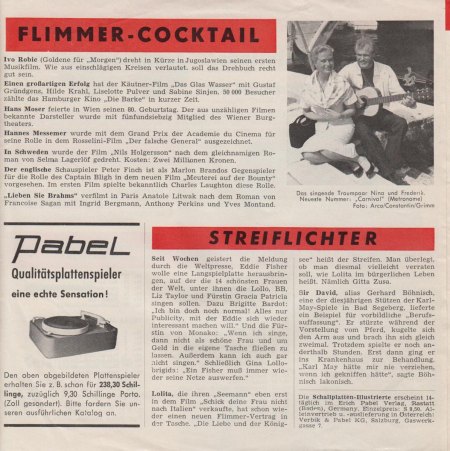 FLIMMER-COCKTAIL
Ivo Robic (Goldene für „Morgen") dreht in Kürze in Jugoslawien seinen ersten
Musikfilm. Wie aus einschlägigen Kreisen verlautet, soll das Drehbuch recht
gut sein.
Einen großartigen Erfolg hat der Käutner-Film „Das Glas Wasser" mit Gustaf
Gründgens, Hilde Krahl, Liselotte Pulver und Sabine Sinjen. 50 000 Besucher
zählte das Hamburger Kino „Die Barke" in kurzer Zeit.
Hans Moser feierte in Wien seinen 80. Geburtstag. Der aus unzähligen Filmen
bekannte Darsteller wurde mit fünfundsiebzig Mitglied des Wiener Burg-
theaters.
Hannes Messemer wurde mit dem Grand Prix der Academie du Cinema für
seine Rolle in dem Rosselini-Film „Der falsche General" ausgezeichnet.
In Schweden wurde der Film „Nils Holgersson" nach dem gleichnamigen Ro-
man von Selma Lagerlöf gedreht. Kosten: Zwei Millionen Kronen.
Der englische Schauspieler Peter Finch ist als Marlon Brandos Gegenspieler
für die Rolle des Captain Bligh in dem neuen Film „Meuterei auf der Bounty"
vorgesehen. Im ersten Film spielte bekanntlich Charles Laughton diese Rolle.
„Lieben Sie Brahms" verfilmt in Paris Anatole Litwak nach dem Roman von
Francoise Sagan mit Ingrid Bergmann, Anthony Perkins und Yves Montand.
Das singende Traumpaar Nina und Frederik.
Neueste Nummer: „Carnival" (Metronome)
Foto: Arca/Constantin/Grimm
Pabel
Qualitätsplattenspieler
eine echte Sensation!
Den oben abgebildeten Plattenspieler
erhalten Sie z. B. schon für 238,30 Schil-
linge, zuzüglich 9,30 Schillinge Porto.
(Zoll gesondert). Bitte fordern Sie un-
seren ausführlichen Katalog an.
STREIFLICHTER
Seit Wochen geistert die Meldung
durch die Weltpresse, Eddie Fisher
wolle eine Langspielplatte herausbrin-
gen, auf der die 14 schönsten Frauen
der Welt, unter ihnen die Lollo, BB,
Liz Taylor und Fürstin Gracia Patricia
singen sollen. Dazu Brigitte Bardot:
„Ich bin doch noch normal! Alles nur
Publicity, mit der Eddie sich wieder
interessant machen will." Und die Für-
stin von Monako: „Wenn ich singe,
dann nicht als schöne Frau und um
Geld in die eigene Tasche fließen zu
lassen. Außerdem kann ich auch gar
nicht singen." Schließlich Gina Lollo-
brigida: „Ein Fisher muß immer wie-
der seine Netze auswerfen."
Lolita, die ihren „Seemann" eben erst
in dem Film „Schick deine Frau nicht
nach Italien" verkaufte, hat schon wie-
der einen neuen Filmer-Vertrag in
der Tasche. „Die Liebe und der König-
see" heißt der Streifen. Man überlegt,
ob man diesmal vielleicht verraten
soll, wie Lolita im bürgerlichen Leben
heißt. Nämlich Gitta Zusa.
Sir David, alias Gerhard Böhnisch,
eine der diesjährigen Stützen der Karl-
May-Spiele in Bad Segeberg, lieferte
ein Beispiel für vorbildliche „Berufs-
auffassung". Er stürzte während der
Vorstellung vom Pferd, kugelte sich
den Arm aus und brach ihn sich gleich
zweimal. Trotzdem spielte er noch an-
derthalb Stunden. Erst dann ging er
ins Krankenhaus zur Behandlung.
„Karl May hätte mir nie verziehen,
wenn ich gekniffen hätte", sagte Böh-
nisch lakonisch.
Die Schallplatten-Illustrierte erscheint 14-
täglich im Erich Pabel Verlag, Rastatt
(Baden), Germany. Einzelpreis: S 9,50. Al-
leinvertrieb u. -auslieferung in Österreich:
Verbik & Pabel KG, Salzburg, Gaswerk-
gasse 7.